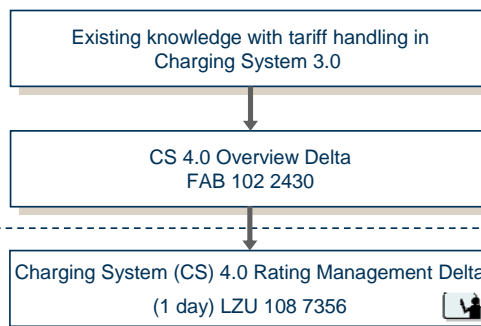 Existing knowledge with tariff handling in
Charging System 3.0
CS 4.0 Overview Delta
FAB 102 2430
Charging System (CS) 4.0 Rating Management Delta
(1 day) LZU 108 7356